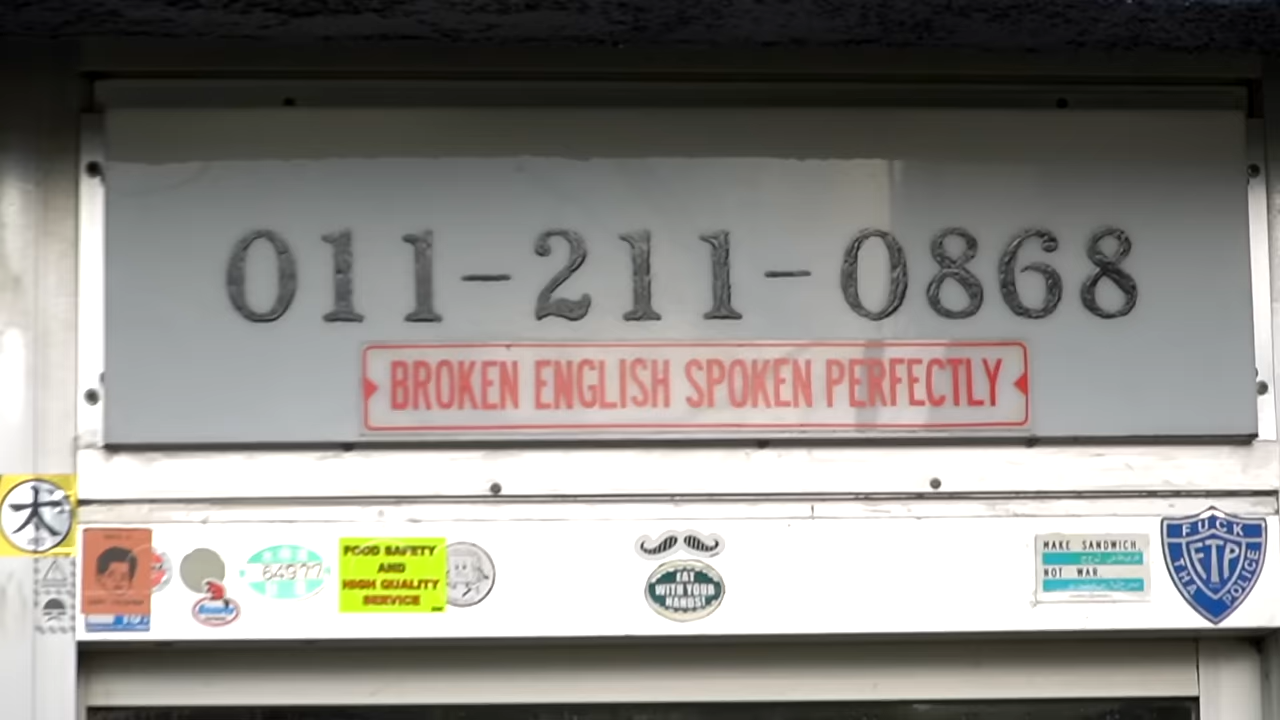 011-211-0868
BROKEN ENGLISH SPOKEN PERFECTLY
大
64977
FOOD SAFETY
AND
HIGH QUALITY
SERVICE
EAT
WITH YOUR
HANDS!
MAKE SANDWICH,
NOT WAR.
FUCK
THA
FTP
POLICE